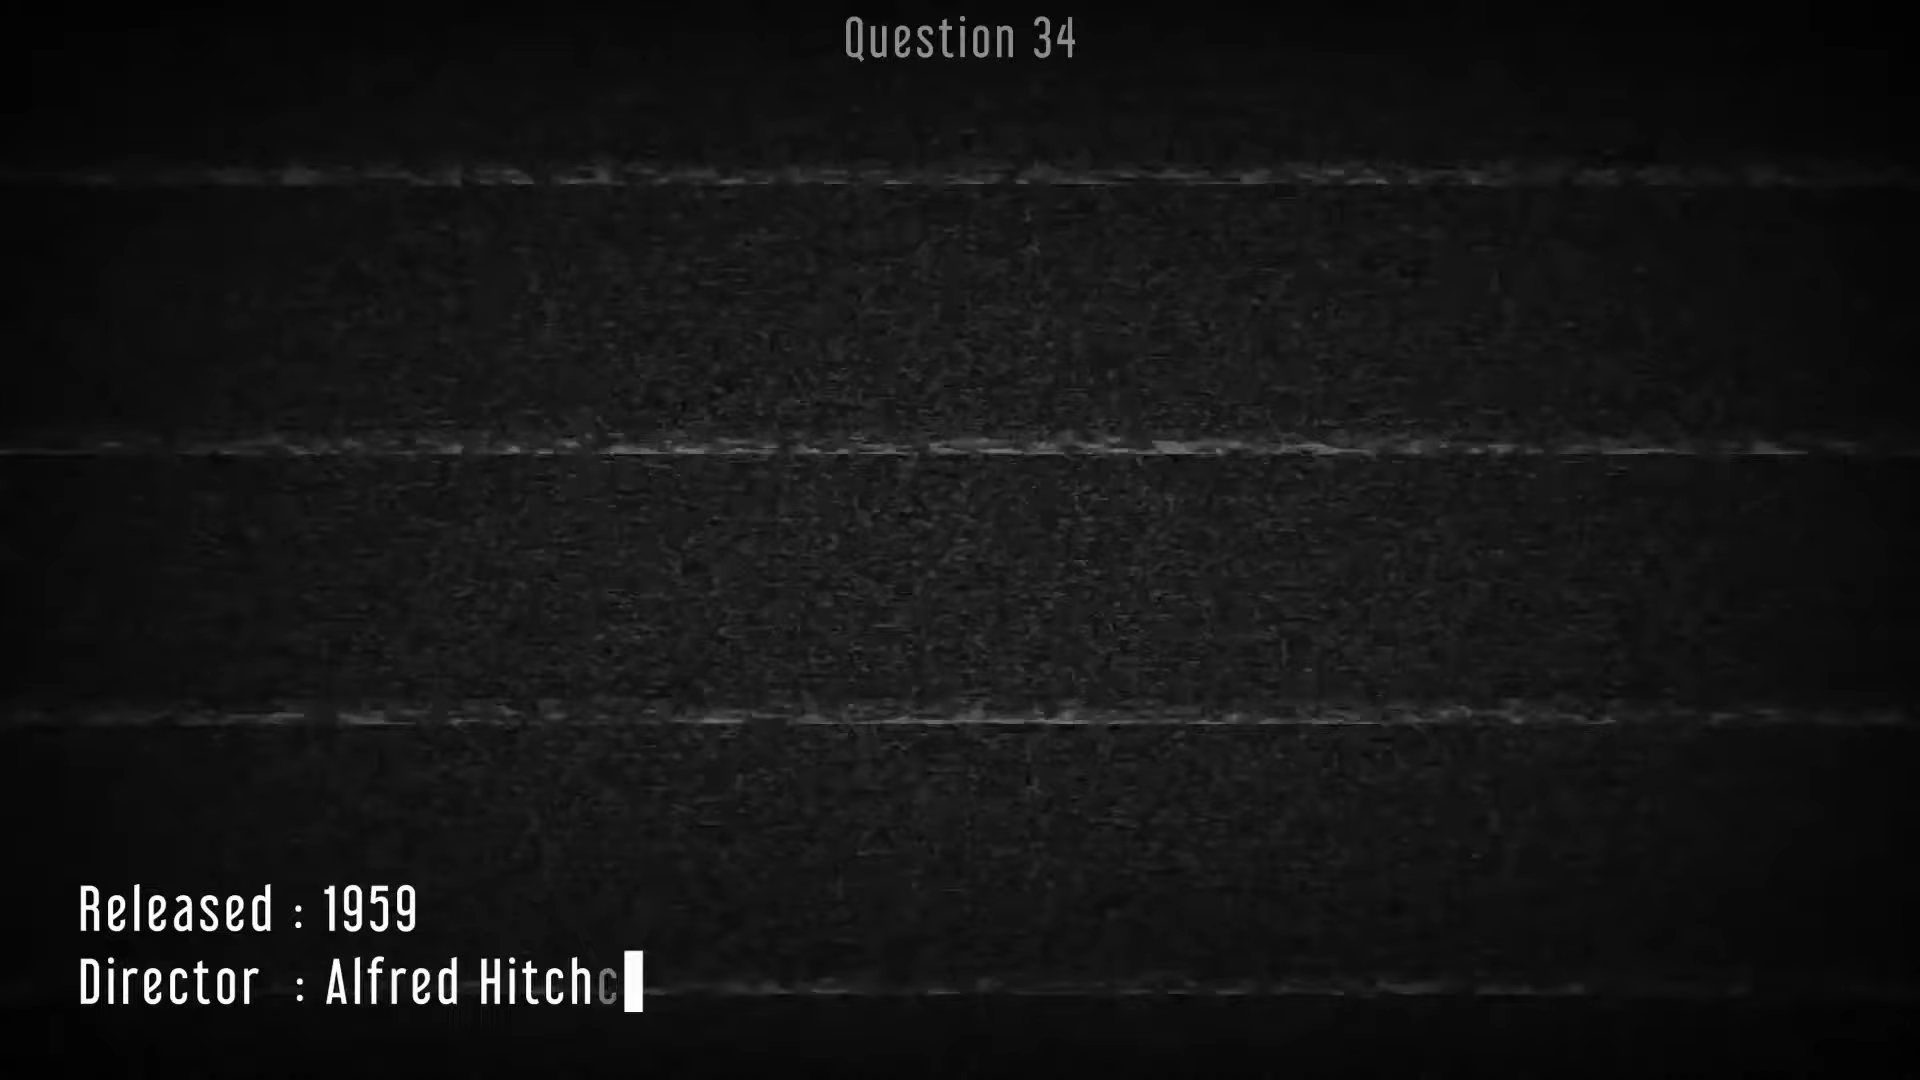 Question 34
Released : 1959
Director : Alfred Hitchc